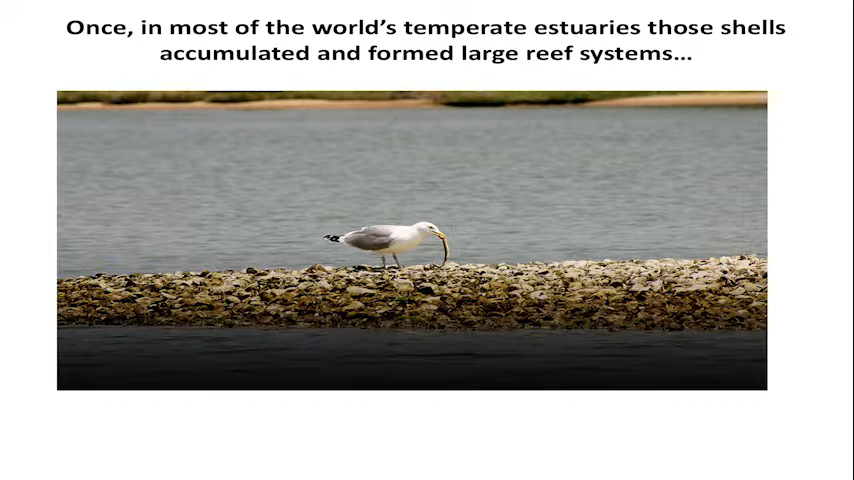 Once, in most of the world’s temperate estuaries those shells
accumulated and formed large reef systems…